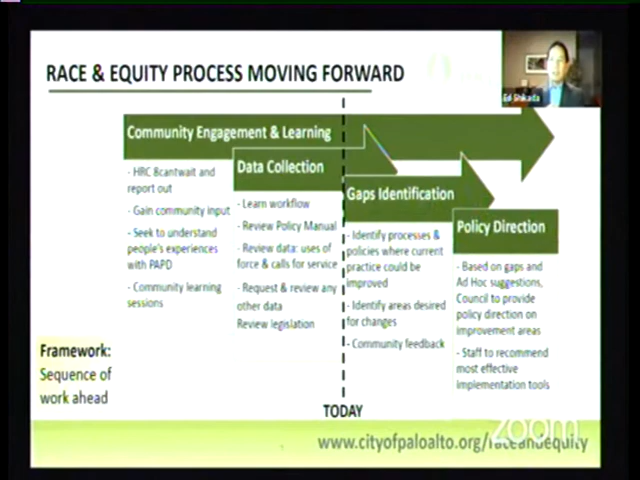 RACE & EQUITY PROCESS MOVING FORWARD
Ed Shikada
Community Engagement & Learning
- HRC 8cantwait and
report out
- Gain community input
- Seek to understand
people's experiences
with PAPD
- Community learning
sessions
Data Collection
- Learn workflow
- Review Policy Manual
- Review data: uses of
force & calls for service
- Request & review any
other data
Review legislation
Gaps Identification
- Identify processes &
policies where current
practice could be
improved
- Identify areas desired
for changes
- Community feedback
Policy Direction
- Based on gaps and
Ad Hoc suggestions,
Council to provide
policy direction on
improvement areas
- Staff to recommend
most effective
implementation tools
Framework:
Sequence of
work ahead
TODAY
zoom
www.cityofpaloalto.org/raceandequity